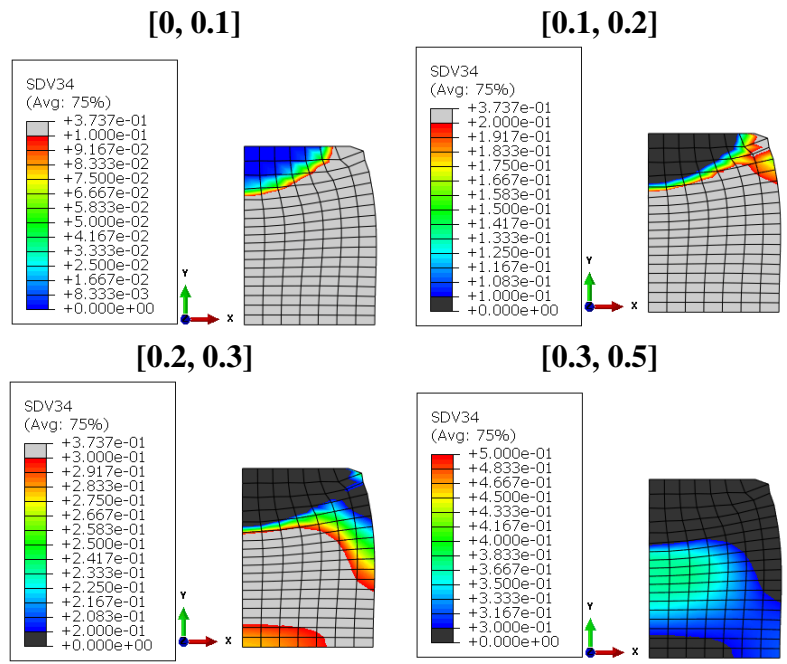 [0, 0.1]
SDV34
(Avg: 75%)
+3.737e-01
+1.000e-01
+9.167e-02
+8.333e-02
+7.500e-02
+6.667e-02
+5.833e-02
+5.000e-02
+4.167e-02
+3.333e-02
+2.500e-02
+1.667e-02
+8.333e-03
+0.000e+00
Y
X
[0.1, 0.2]
SDV34
(Avg: 75%)
+3.737e-01
+2.000e-01
+1.917e-01
+1.833e-01
+1.750e-01
+1.667e-01
+1.583e-01
+1.500e-01
+1.417e-01
+1.333e-01
+1.250e-01
+1.167e-01
+1.083e-01
+1.000e-01
+0.000e+00
Y
X
[0.2, 0.3]
SDV34
(Avg: 75%)
+3.737e-01
+3.000e-01
+2.917e-01
+2.833e-01
+2.750e-01
+2.667e-01
+2.583e-01
+2.500e-01
+2.417e-01
+2.333e-01
+2.250e-01
+2.167e-01
+2.083e-01
+2.000e-01
+0.000e+00
Y
X
[0.3, 0.5]
SDV34
(Avg: 75%)
+5.000e-01
+4.833e-01
+4.667e-01
+4.500e-01
+4.333e-01
+4.167e-01
+4.000e-01
+3.833e-01
+3.667e-01
+3.500e-01
+3.333e-01
+3.167e-01
+3.000e-01
+0.000e+00
Y
X